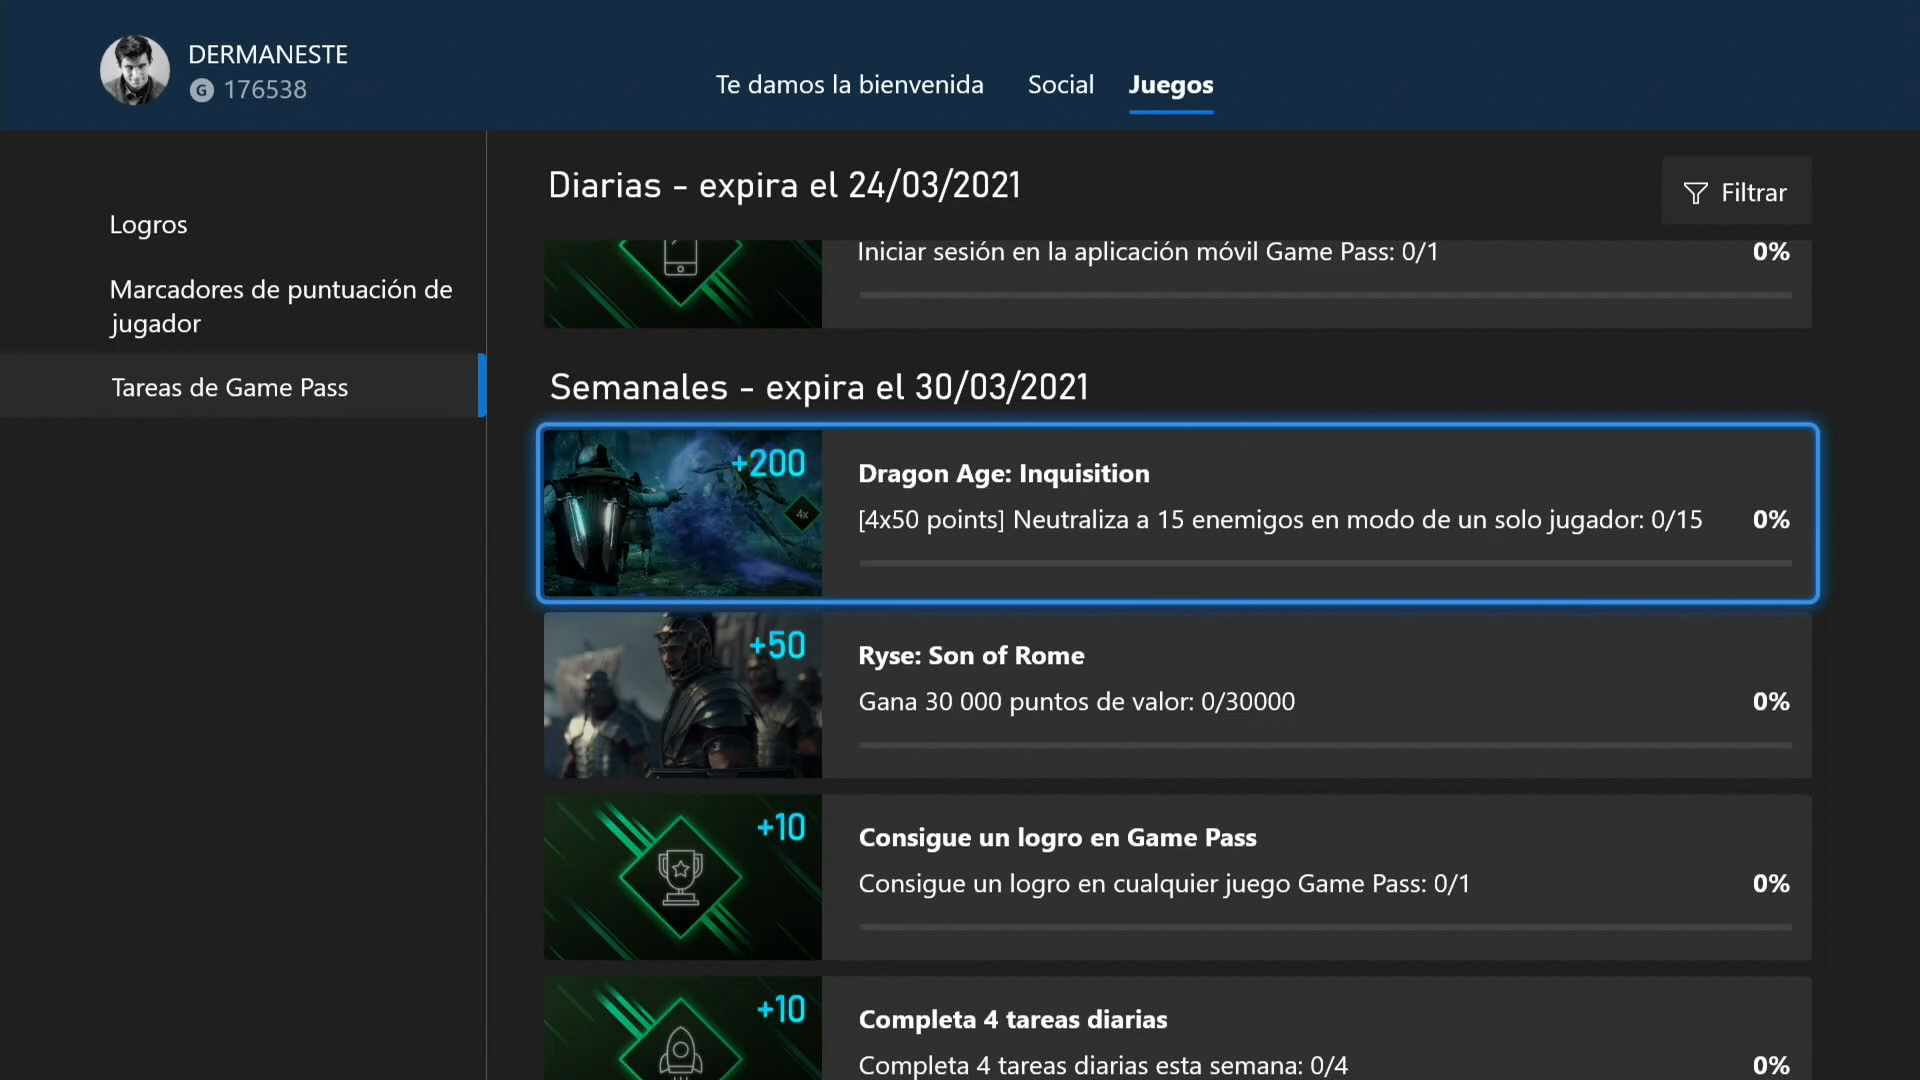 DERMANESTE
G 176538
Te damos la bienvenida
Social
Juegos
Logros
Marcadores de puntuación de
jugador
Tareas de Game Pass
Diarias - expira el 24/03/2021
Filtrar
Iniciar sesión en la aplicación móvil Game Pass: 0/1
0%
Semanales - expira el 30/03/2021
+200
4x
Dragon Age: Inquisition
[4x50 points] Neutraliza a 15 enemigos en modo de un solo jugador: 0/15
0%
+50
Ryse: Son of Rome
Gana 30 000 puntos de valor: 0/30000
0%
+10
Consigue un logro en Game Pass
Consigue un logro en cualquier juego Game Pass: 0/1
0%
+10
Completa 4 tareas diarias
Completa 4 tareas diarias esta semana: 0/4
0%